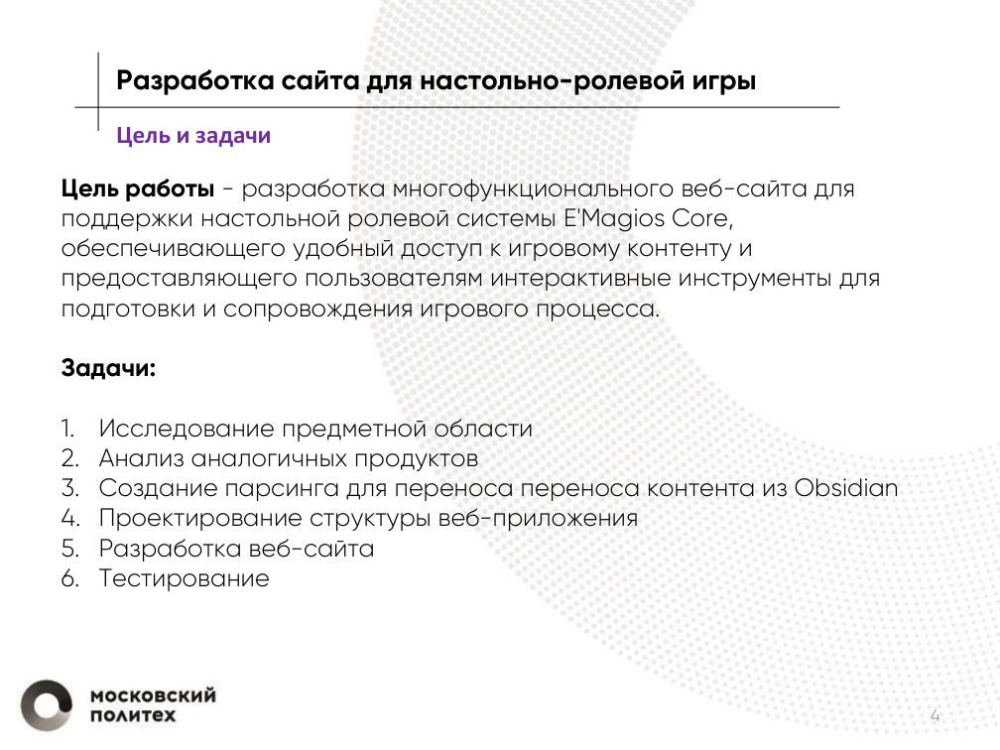 Разработка сайта для настольно-ролевой игры
Цель и задачи
Цель работы - разработка многофункционального веб-сайта для
поддержки настольной ролевой системы E'Magios Core,
обеспечивающего удобный доступ к игровому контенту и
предоставляющего пользователям интерактивные инструменты для
подготовки и сопровождения игрового процесса.
Задачи:
1. Исследование предметной области
2. Анализ аналогичных продуктов
3. Создание парсинга для переноса переноса контента из Obsidian
4. Проектирование структуры веб-приложения
5. Разработка веб-сайта
6. Тестирование
московский
политех
4